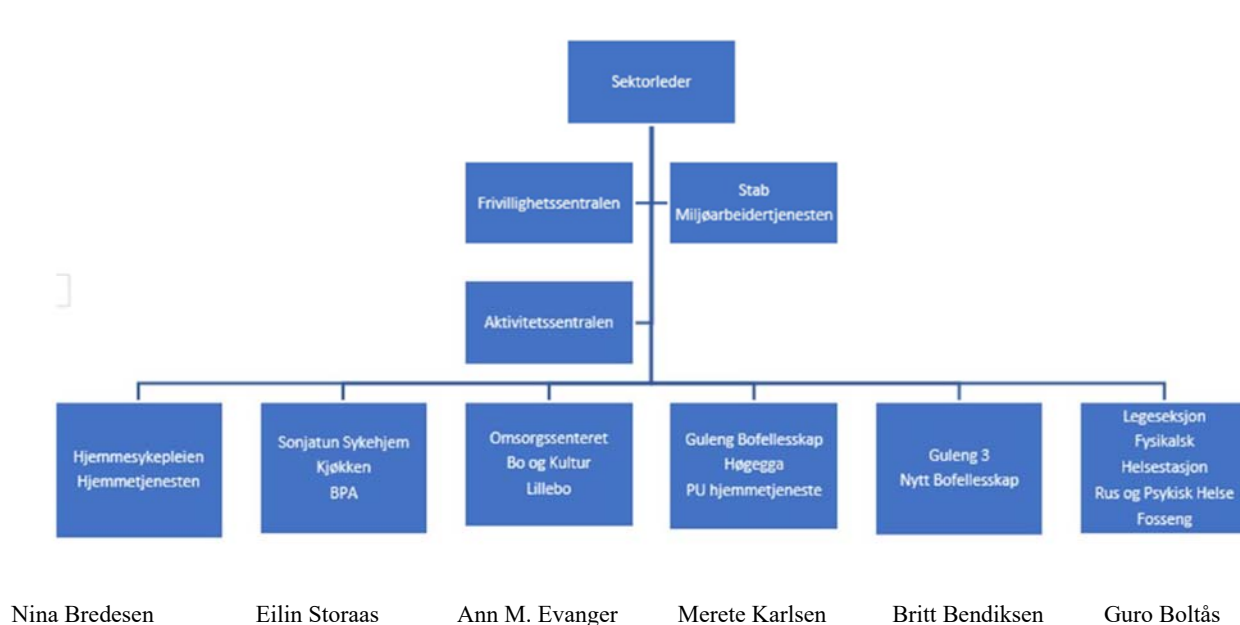 Sektorleder
Frivillighetssentralen
Stab
Miljøarbeidertjenesten
Aktivitetssentralen
Hjemmesykepleien
Hjemmetjenesten
Sonjatun Sykehjem
Kjøkken
BPA
Omsorgssenteret
Bo og Kultur
Lillebo
Guleng Bofellesskap
Høgegga
PU hjemmetjeneste
Guleng 3
Nytt Bofellesskap
Legeseksjon
Fysikalsk
Helsestasjon
Rus og Psykisk Helse
Fosseng
Nina Bredesen Eilin Storaas Ann M. Evanger Merete Karlsen Britt Bendiksen Guro Boltås